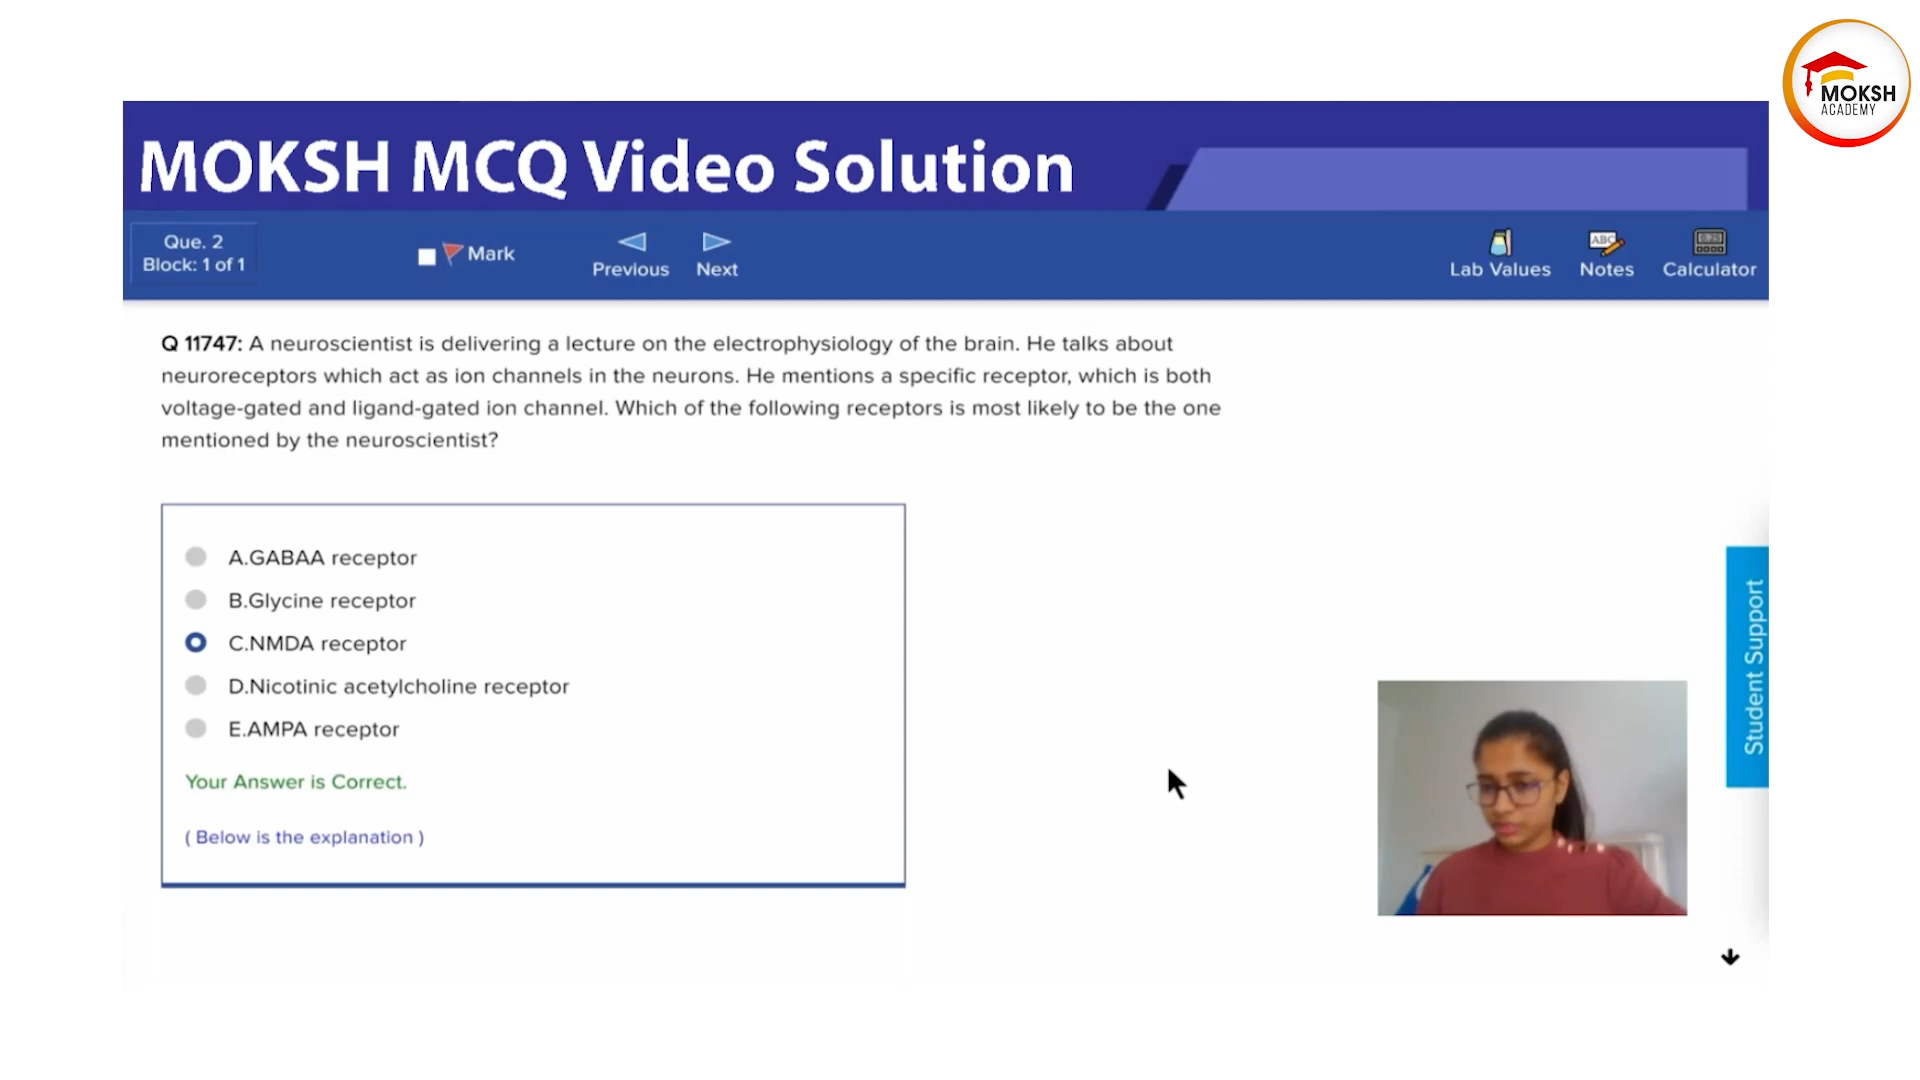 MOKSH
ACADEMY
MOKSH MCQ Video Solution
Que. 2
Block: 1 of 1
Mark
Previous
Next
Lab Values
ABC
Notes
Calculator
Q 11747: A neuroscientist is delivering a lecture on the electrophysiology of the brain. He talks about
neuroreceptors which act as ion channels in the neurons. He mentions a specific receptor, which is both
voltage-gated and ligand-gated ion channel. Which of the following receptors is most likely to be the one
mentioned by the neuroscientist?
A.GABAA receptor
B.Glycine receptor
C.NMDA receptor
D.Nicotinic acetylcholine receptor
E.AMPA receptor
Your Answer is Correct.
( Below is the explanation )
Student Support